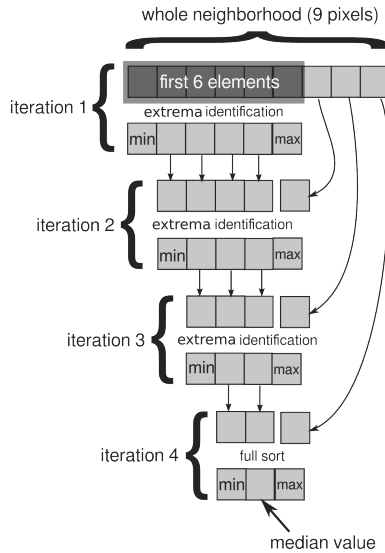 whole neighborhood (9 pixels)
first 6 elements
iteration 1
extrema identification
min max
iteration 2
extrema identification
min max
iteration 3
extrema identification
min max
iteration 4
full sort
min max
median value